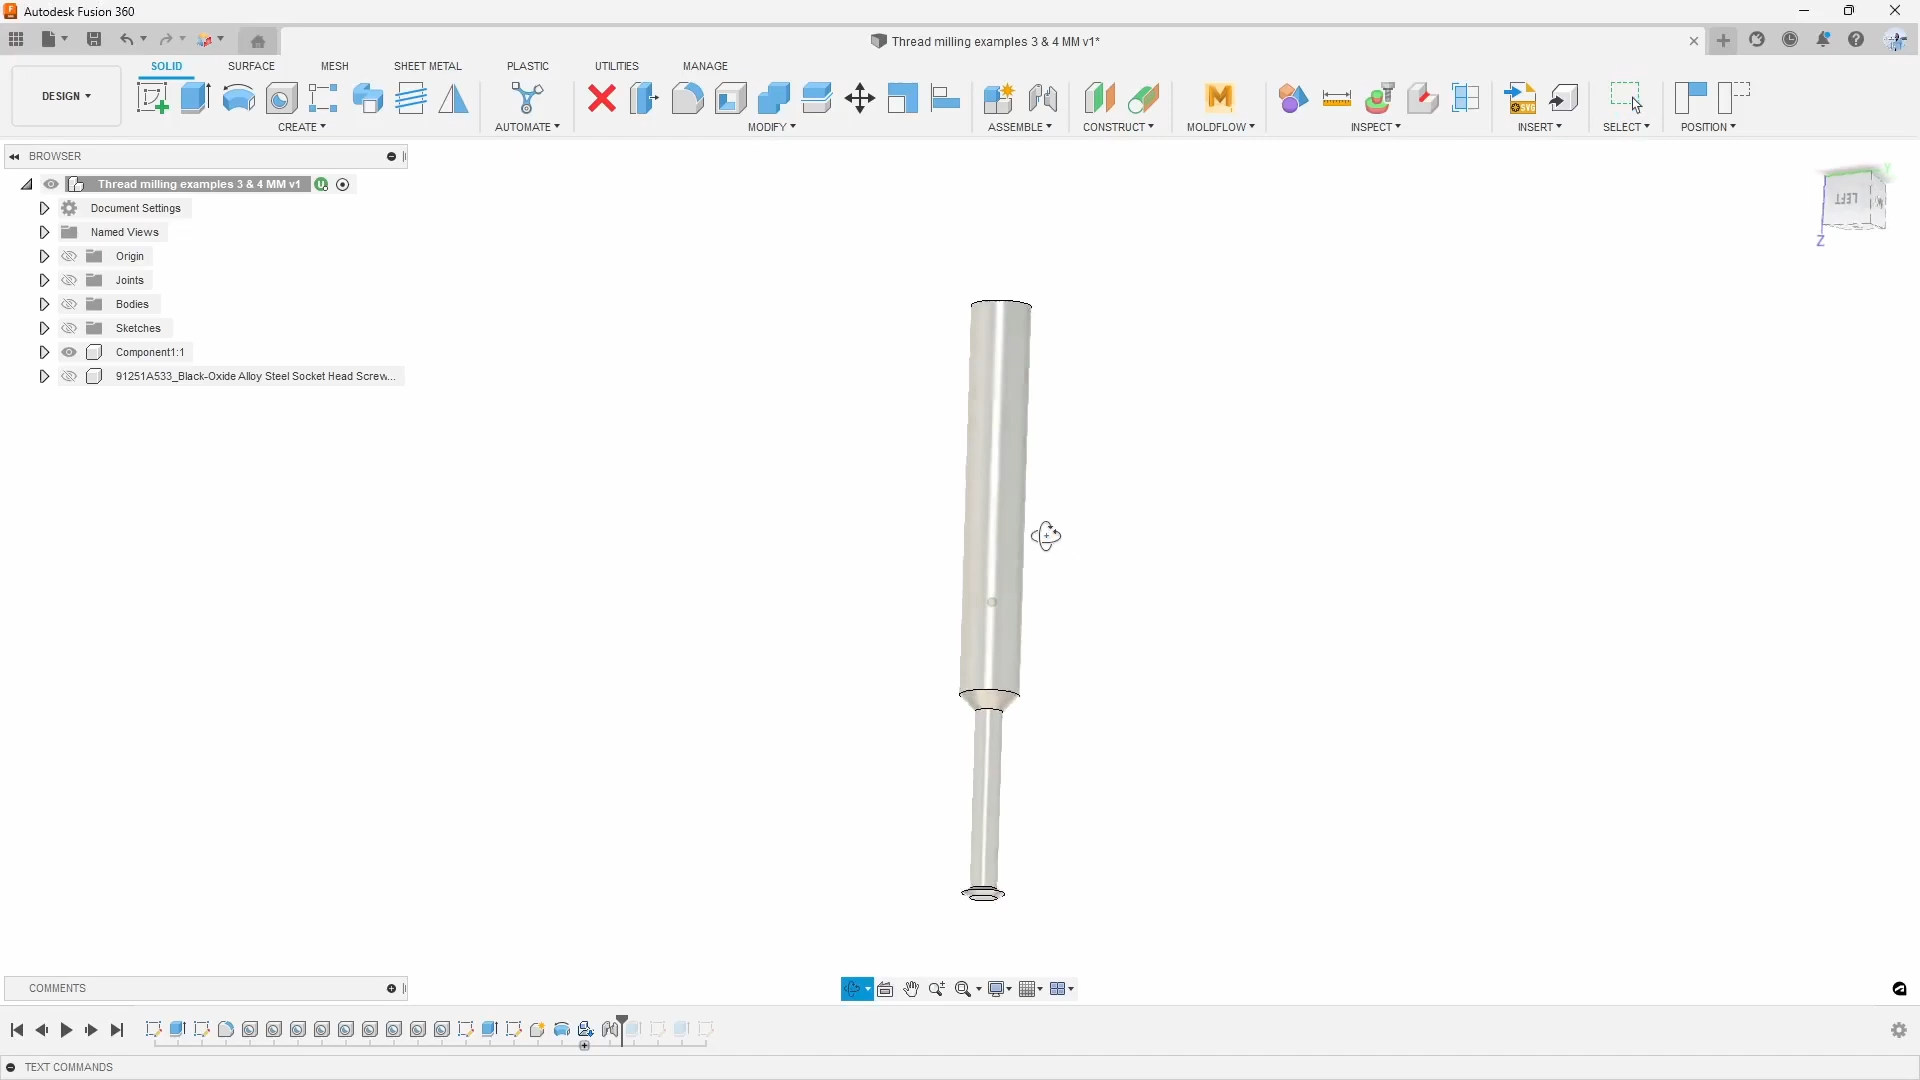 Autodesk Fusion 360
Thread milling examples 3 & 4 MM v1*
DESIGN
SOLID
SURFACE
MESH
SHEET METAL
PLASTIC
UTILITIES
MANAGE
CREATE
AUTOMATE
MODIFY
ASSEMBLE
CONSTRUCT
MOLDFLOW
INSPECT
INSERT
SELECT
POSITION
SVG
M
BROWSER
Thread milling examples 3 & 4 MM v1
Document Settings
Named Views
Origin
Joints
Bodies
Sketches
Component1:1
91251A533_Black-Oxide Alloy Steel Socket Head Screw...
LEFT
Y
Z
COMMENTS
TEXT COMMANDS